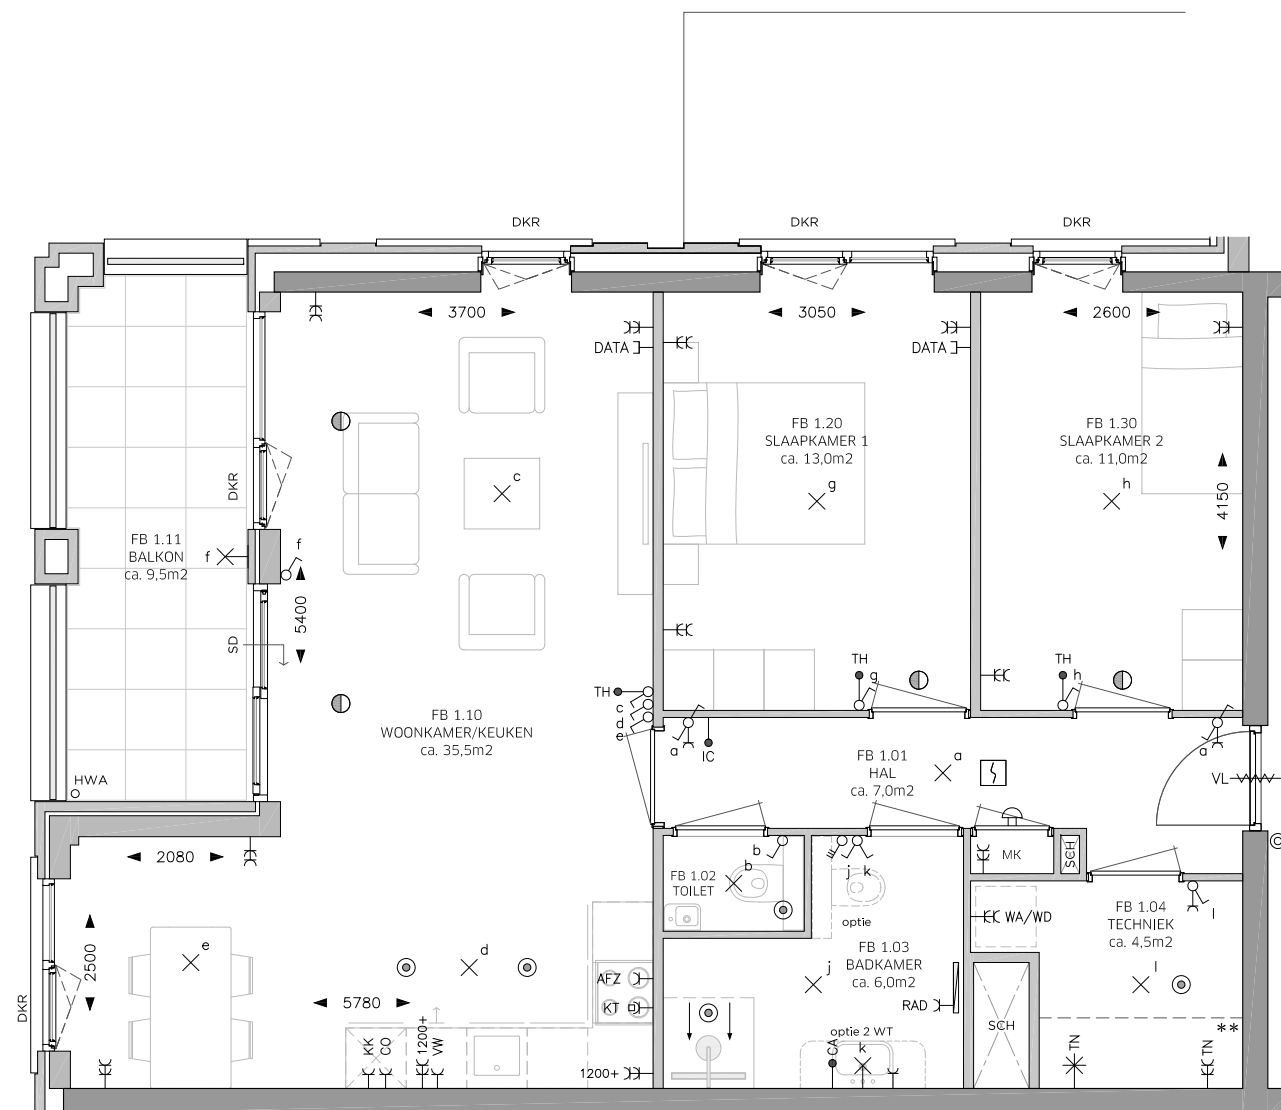 DKR
DKR
DKR
3700
3050
2600
DATA
DATA
FB 1.20
SLAAPKAMER 1
ca. 13,0m2
g
FB 1.30
SLAAPKAMER 2
ca. 11,0m2
h
4150
DKR
c
FB 1.11
BALKON
ca. 9,5m2
f
f
5400
SD
TH
g
TH
h
TH
c
d
e
FB 1.10
WOONKAMER/KEUKEN
ca. 35,5m2
a
IC
FB 1.01
HAL
ca. 7,0m2
a
a
VL
HWA
2080
b
b
FB 1.02
TOILET
j
k
MK
SCH
optie
WA/WD
FB 1.04
TECHNIEK
ca. 4,5m2
l
l
FB 1.03
BADKAMER
ca. 6,0m2
j
2500
e
d
DKR
5780
AFZ
KT
RAD
optie 2 WT
k
CA
SCH
**
TN
TN
KK
CO
1200+
VW
1200+